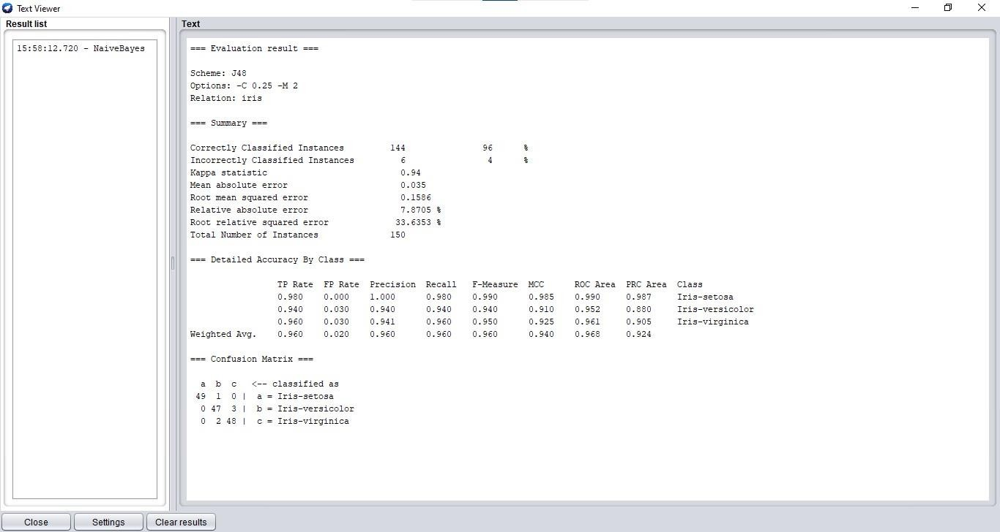 Text Viewer
Result list
15:58:12.720 - NaiveBayes
Text
=== Evaluation result ===
Scheme: J48
Options: -C 0.25 -M 2
Relation: iris
=== Summary ===
Correctly Classified Instances 144 96 %
Incorrectly Classified Instances 6 4 %
Kappa statistic 0.94
Mean absolute error 0.035
Root mean squared error 0.1586
Relative absolute error 7.8705 %
Root relative squared error 33.6353 %
Total Number of Instances 150
=== Detailed Accuracy By Class ===
TP Rate FP Rate Precision Recall F-Measure MCC ROC Area PRC Area Class
0.980 0.000 1.000 0.980 0.990 0.985 0.990 0.987 Iris-setosa
0.940 0.030 0.940 0.940 0.940 0.910 0.952 0.880 Iris-versicolor
0.960 0.030 0.941 0.960 0.950 0.925 0.961 0.905 Iris-virginica
Weighted Avg. 0.960 0.020 0.960 0.960 0.960 0.940 0.968 0.924
=== Confusion Matrix ===
a b c <-- classified as
49 1 0 | a = Iris-setosa
0 47 3 | b = Iris-versicolor
0 2 48 | c = Iris-virginica
Close Settings Clear results